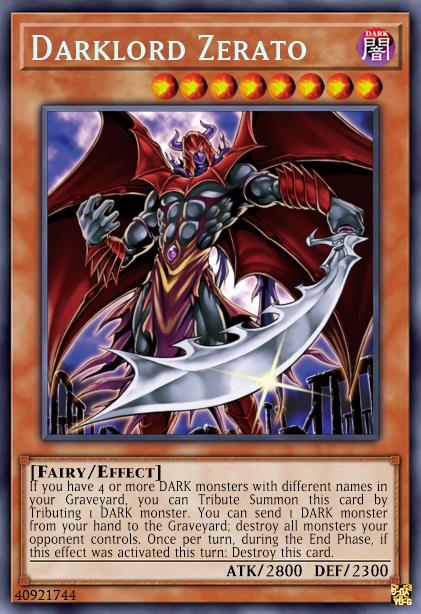 Darklord Zerato
DARK
闇
[Fairy/Effect]
If you have 4 or more DARK monsters with different names in
your Graveyard, you can Tribute Summon this card by
Tributing 1 DARK monster. You can send 1 DARK monster
from your hand to the Graveyard; destroy all monsters your
opponent controls. Once per turn, during the End Phase, if
this effect was activated this turn: Destroy this card.
ATK/2800 DEF/2300
40921744